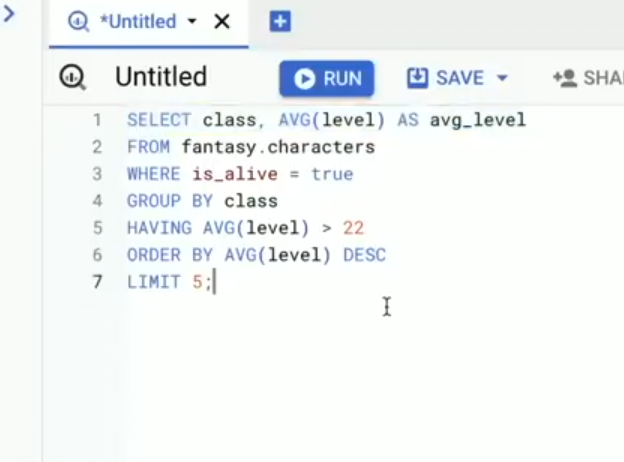 *Untitled
Untitled
RUN
SAVE
1 SELECT class, AVG(level) AS avg_level
2 FROM fantasy.characters
3 WHERE is_alive = true
4 GROUP BY class
5 HAVING AVG(level) > 22
6 ORDER BY AVG(level) DESC
7 LIMIT 5;